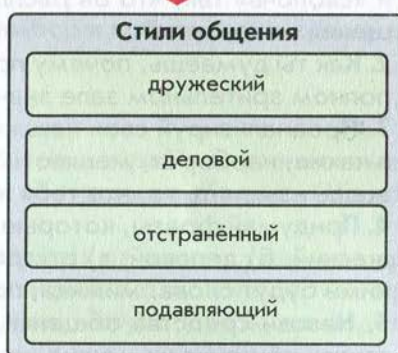 Стили общения
дружеский
деловой
отстранённый
подавляющий